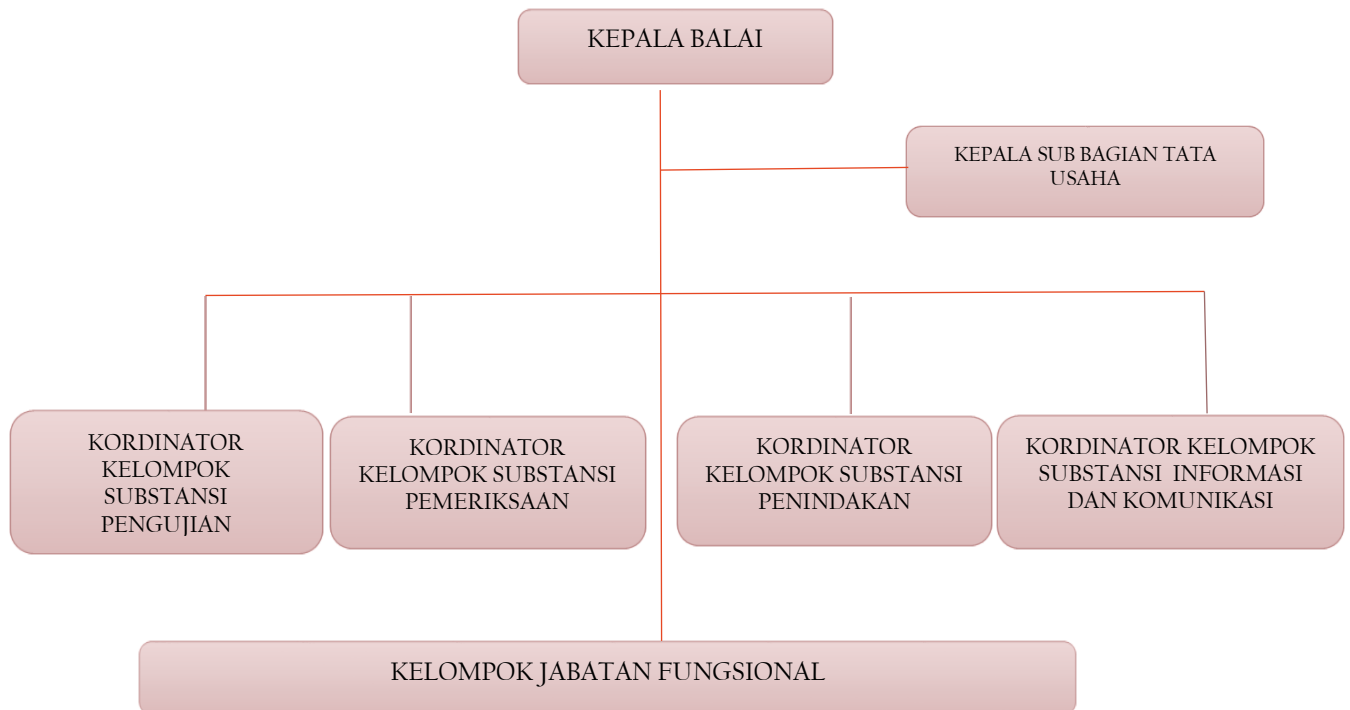 KEPALA BALAI
KEPALA SUB BAGIAN TATA
USAHA
KORDINATOR
KELOMPOK
SUBSTANSI
PENGUJIAN
KORDINATOR
KELOMPOK SUBSTANSI
PEMERIKSAAN
KORDINATOR
KELOMPOK SUBSTANSI
PENINDAKAN
KORDINATOR KELOMPOK
SUBSTANSI INFORMASI
DAN KOMUNIKASI
KELOMPOK JABATAN FUNGSIONAL